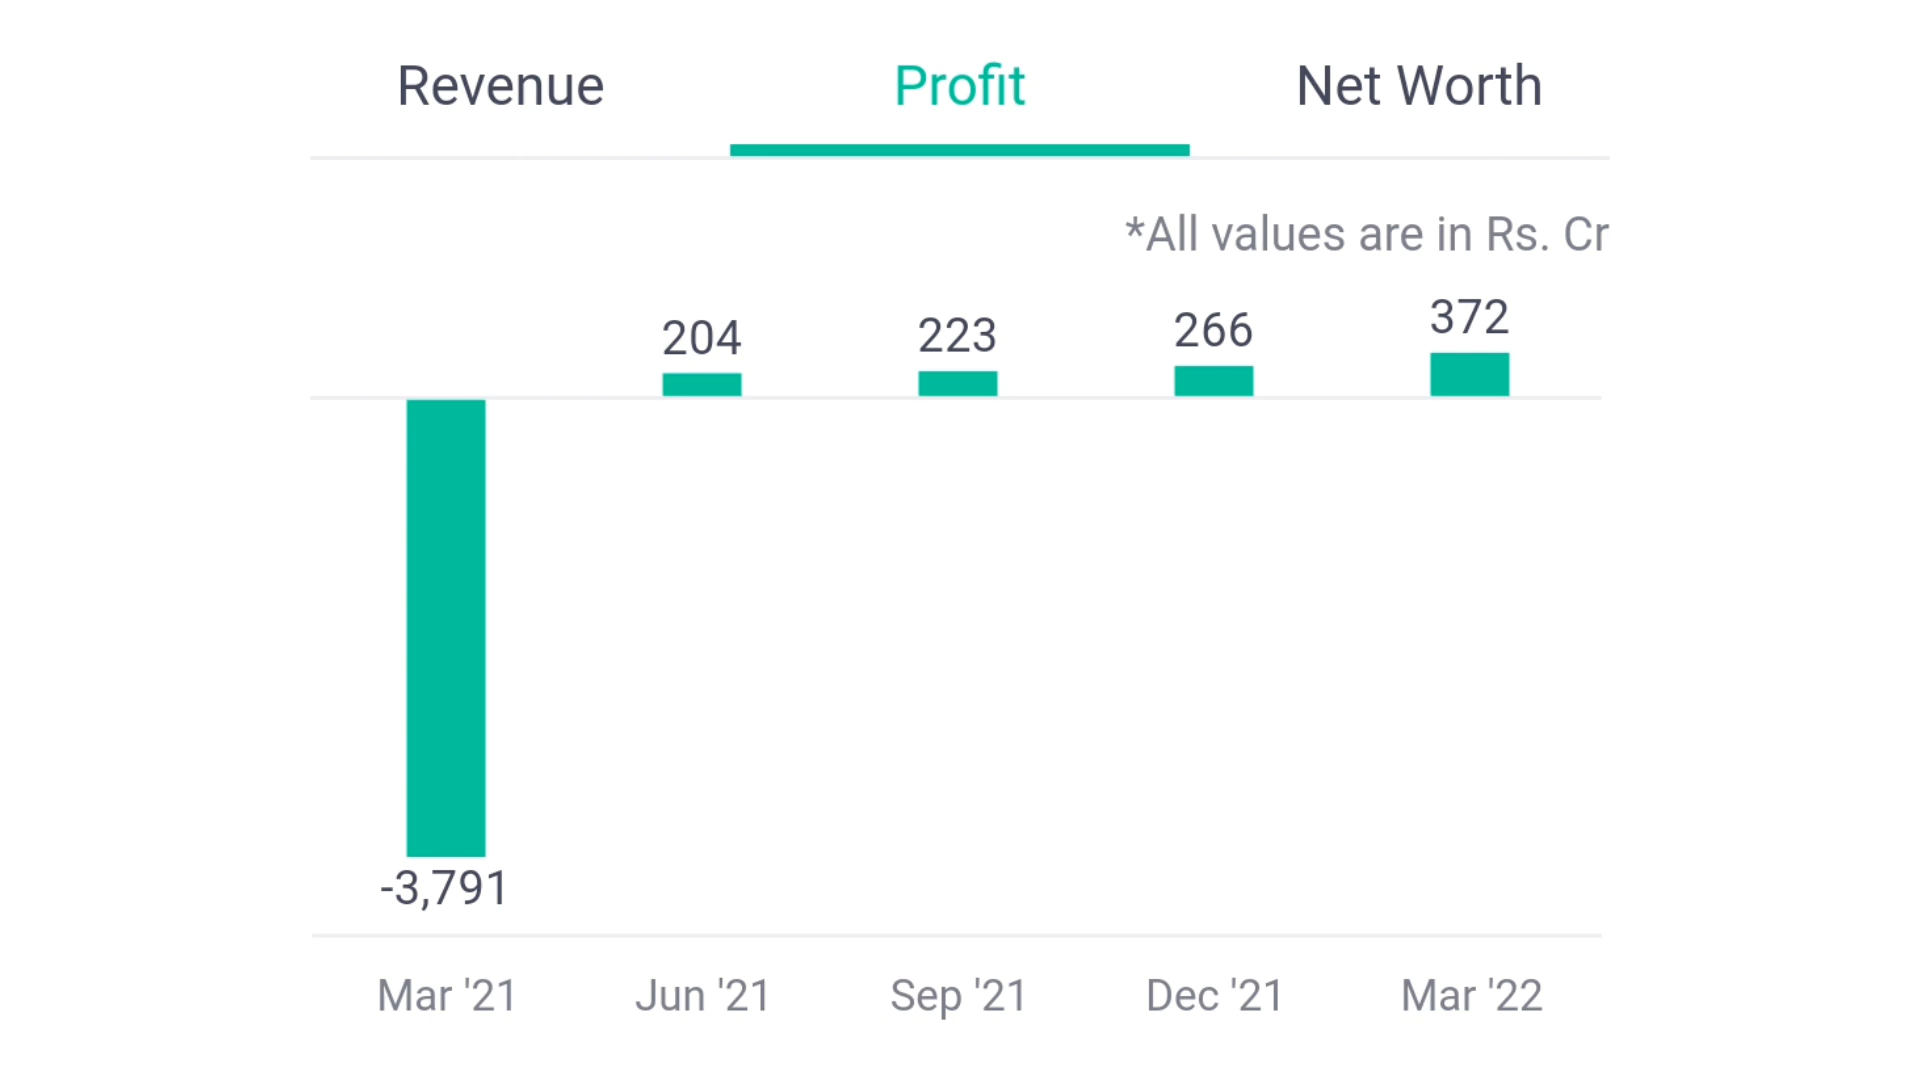 Revenue Profit Net Worth
*All values are in Rs. Cr
204 223 266 372
-3,791
Mar '21 Jun '21 Sep '21 Dec '21 Mar '22